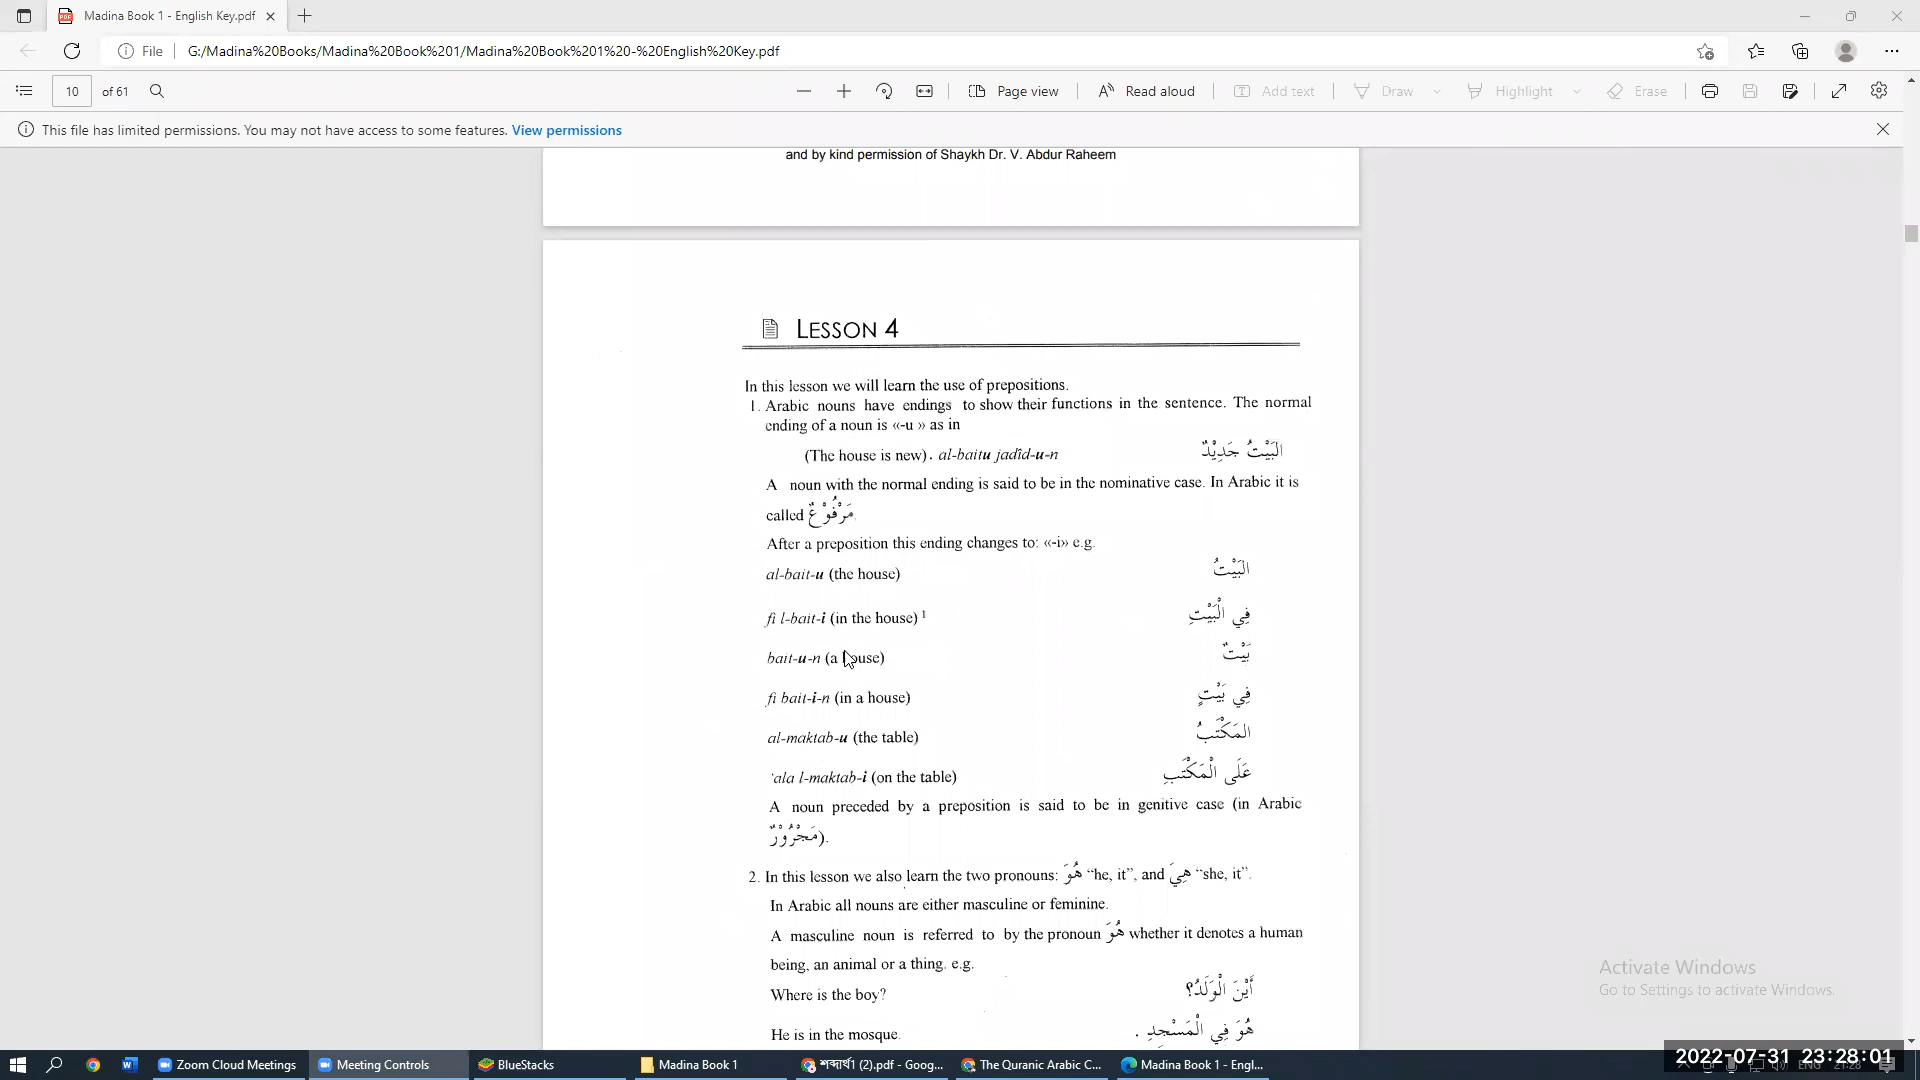 Madina Book 1 - English Key.pdf
File G:/Madina%20Books/Madina%20Book%201/Madina%20Book%201%20-%20English%20Key.pdf
10 of 61 Page view Read aloud Add text Draw Highlight Erase
This file has limited permissions. You may not have access to some features. View permissions
and by kind permission of Shaykh Dr. V. Abdur Raheem
LESSON 4
In this lesson we will learn the use of prepositions.
1. Arabic nouns have endings to show their functions in the sentence. The normal
ending of a noun is «-u » as in
(The house is new). al-baitu jadîd-u-n البَيْتُ جَدِيْدٌ
A noun with the normal ending is said to be in the nominative case. In Arabic it is
called مَرْفُوْعٌ.
After a preposition this ending changes to: «-i» e.g.
al-bait-u (the house) البَيْتُ
fi l-bait-i (in the house) 1 فِي الْبَيْتِ
bait-u-n (a house) بَيْتٌ
fi bait-i-n (in a house) فِي بَيْتٍ
al-maktab-u (the table) المَكْتَبُ
'ala l-maktab-i (on the table) عَلَى الْمَكْتَبِ
A noun preceded by a preposition is said to be in genitive case (in Arabic
مَجْرُوْرٌ).
2. In this lesson we also learn the two pronouns: هُوَ "he, it", and هِيَ "she, it".
In Arabic all nouns are either masculine or feminine.
A masculine noun is referred to by the pronoun هُوَ whether it denotes a human
being, an animal or a thing. e.g.
Where is the boy? أَيْنَ الْوَلَدُ؟
He is in the mosque. هُوَ فِي الْمَسْجِدِ .
Activate Windows
Go to Settings to activate Windows.
Zoom Cloud Meetings Meeting Controls BlueStacks Madina Book 1 শব্দার্থ1 (2).pdf - Goog... The Quranic Arabic C... Madina Book 1 - Engl...
2022-07-31 23:28:01
ENG 21:28